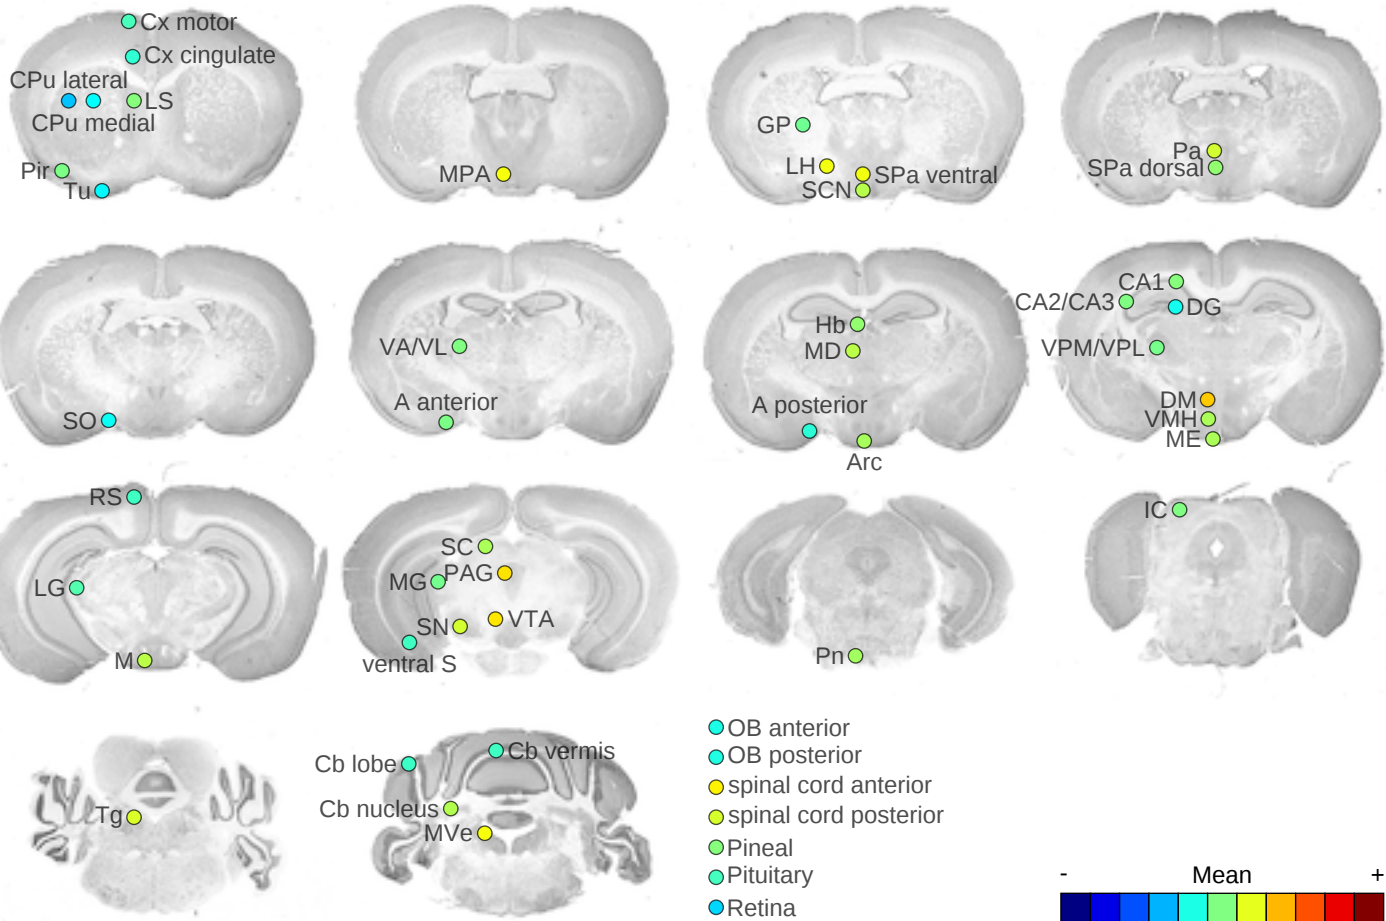 Cx motor
Cx cingulate
CPu lateral
LS
CPu medial
Pir
Tu
MPA
GP
LH
SPa ventral
SCN
Pa
SPa dorsal
SO
VA/VL
A anterior
Hb
MD
A posterior
Arc
CA1
CA2/CA3
DG
VPM/VPL
DM
VMH
ME
RS
LG
M
SC
PAG
MG
VTA
SN
ventral S
Pn
IC
Tg
Cb vermis
Cb lobe
Cb nucleus
MVe
OB anterior
OB posterior
spinal cord anterior
spinal cord posterior
Pineal
Pituitary
Retina
- Mean +